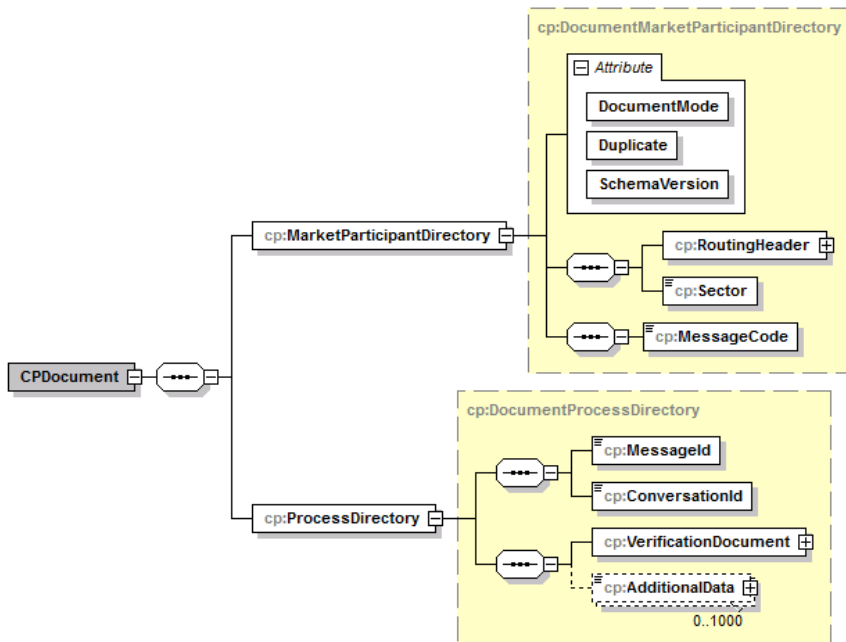 cp:DocumentMarketParticipantDirectory
Attribute
DocumentMode
Duplicate
SchemaVersion
cp:MarketParticipantDirectory
cp:RoutingHeader
cp:Sector
cp:MessageCode
CPDocument
cp:DocumentProcessDirectory
cp:MessageId
cp:ConversationId
cp:ProcessDirectory
cp:VerificationDocument
cp:AdditionalData
0..1000